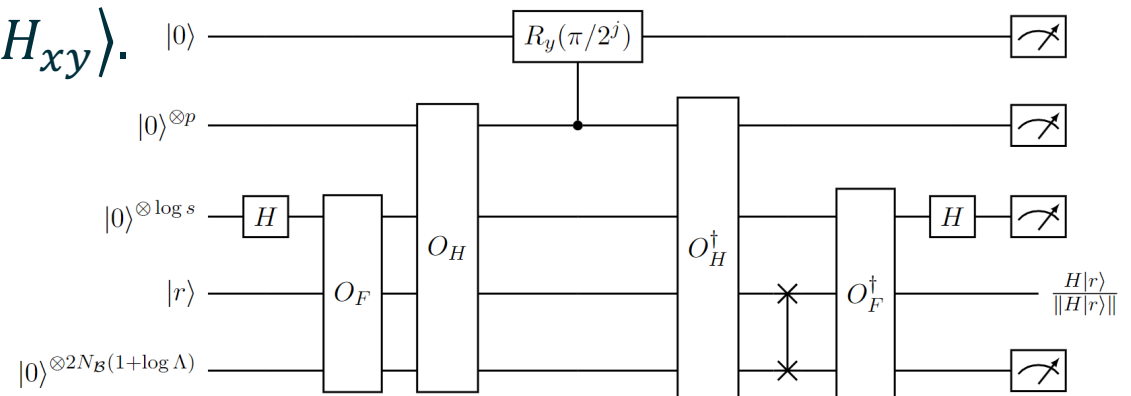 H_{xy}⟩. |0⟩ R_y(π/2^j)
|0⟩^{⊗p}
|0⟩^{⊗ log s} H H
O_H O_H^†
|r⟩ O_F O_F^† H|r⟩/‖H|r⟩‖
|0⟩^{⊗2N_ℬ(1+log Λ)}